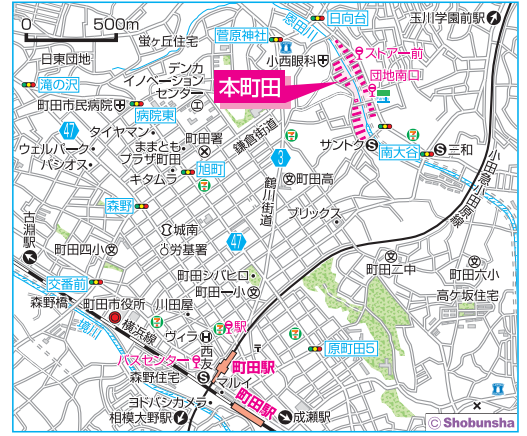 0 500m
恩田川
日向台
玉川学園前駅
菅原神社
蛍ヶ丘住宅
日東団地
小西眼科
ストアー前
団地南口
滝の沢
デンカ
イノベーション
センター
本町田
町田市民病院
病院東
47
タイヤマン
鎌倉街道
ウェルパーク
ままとも
町田署
3
サントク
南大谷
三和
パシオス
プラザ町田
旭町
キタムラ
町田高
小田急小田原線
鶴川街道
森野
ブリックス
古淵駅
城南
労基署
47
町田四小
町田二中
町田六小
交番前
町田シバヒロ
町田一小
高ケ坂住宅
森野橋
町田市役所
川田屋
横浜線
境川
ヴィラ
駅
原町田5
バスセンター
西友
町田駅
森野住宅
マルイ
町田駅
ヨドバシカメラ
相模大野駅
成瀬駅
© Shobunsha